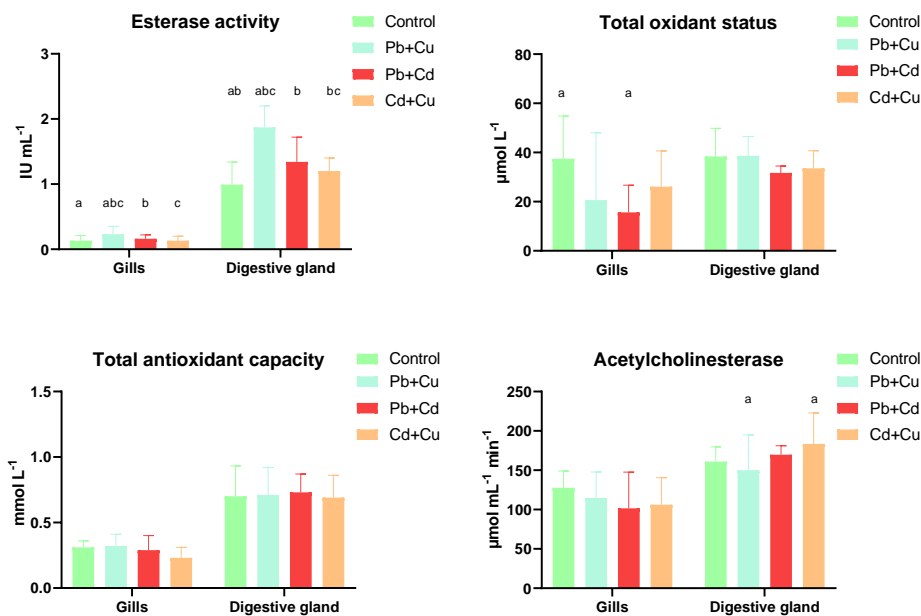 Esterase activity
Control
Pb+Cu
Pb+Cd
Cd+Cu
3
2
1
0
IU mL⁻¹
a abc b c
ab abc b bc
Gills Digestive gland
Total oxidant status
Control
Pb+Cu
Pb+Cd
Cd+Cu
80
60
40
20
0
µmol L⁻¹
a a
Gills Digestive gland
Total antioxidant capacity
Control
Pb+Cu
Pb+Cd
Cd+Cu
1.5
1.0
0.5
0.0
mmol L⁻¹
Gills Digestive gland
Acetylcholinesterase
Control
Pb+Cu
Pb+Cd
Cd+Cu
250
200
150
100
50
0
µmol mL⁻¹ min⁻¹
a a
Gills Digestive gland